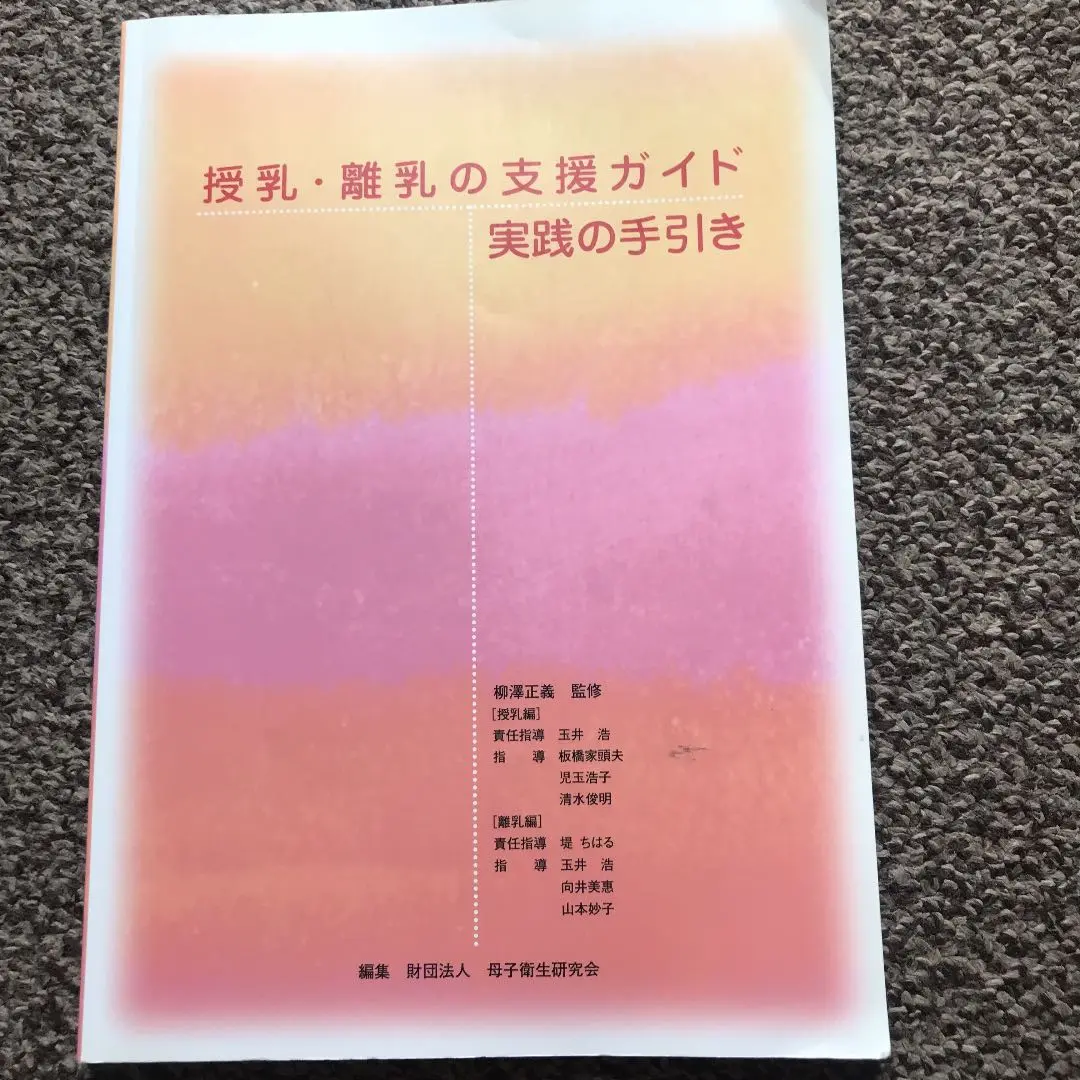 授乳・離乳の支援ガイド
実践の手引き
柳澤正義 監修
[授乳編]
責任指導 玉井 浩
指 導 板橋家頭夫
児玉浩子
清水俊明
[離乳編]
責任指導 堤 ちはる
指 導 玉井 浩
向井美惠
山本妙子
編集 財団法人 母子衛生研究会